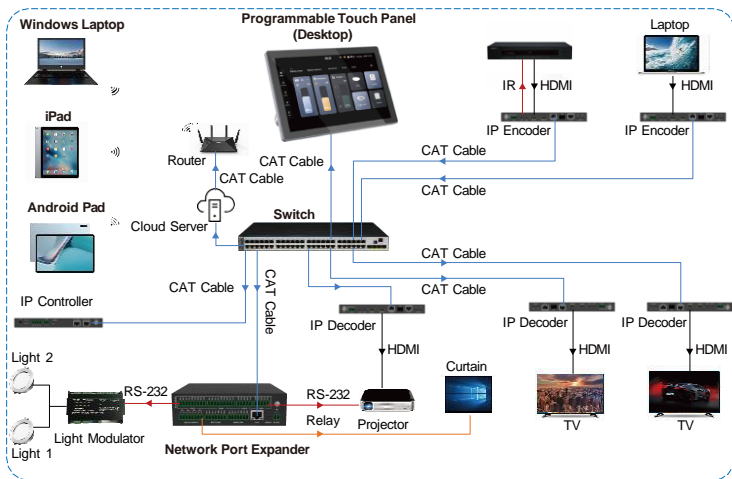 Windows Laptop
Programmable Touch Panel
(Desktop)
Laptop
IR
HDMI
HDMI
iPad
IP Encoder
IP Encoder
Router
CAT Cable
CAT Cable
CAT Cable
CAT Cable
Android Pad
Cloud Server
Switch
CAT Cable
CAT Cable
CAT Cable
CAT Cable
IP Controller
IP Decoder
IP Decoder
IP Decoder
HDMI
HDMI
HDMI
Light 2
Curtain
RS-232
RS-232
Relay
Light Modulator
Projector
TV
TV
Light 1
Network Port Expander